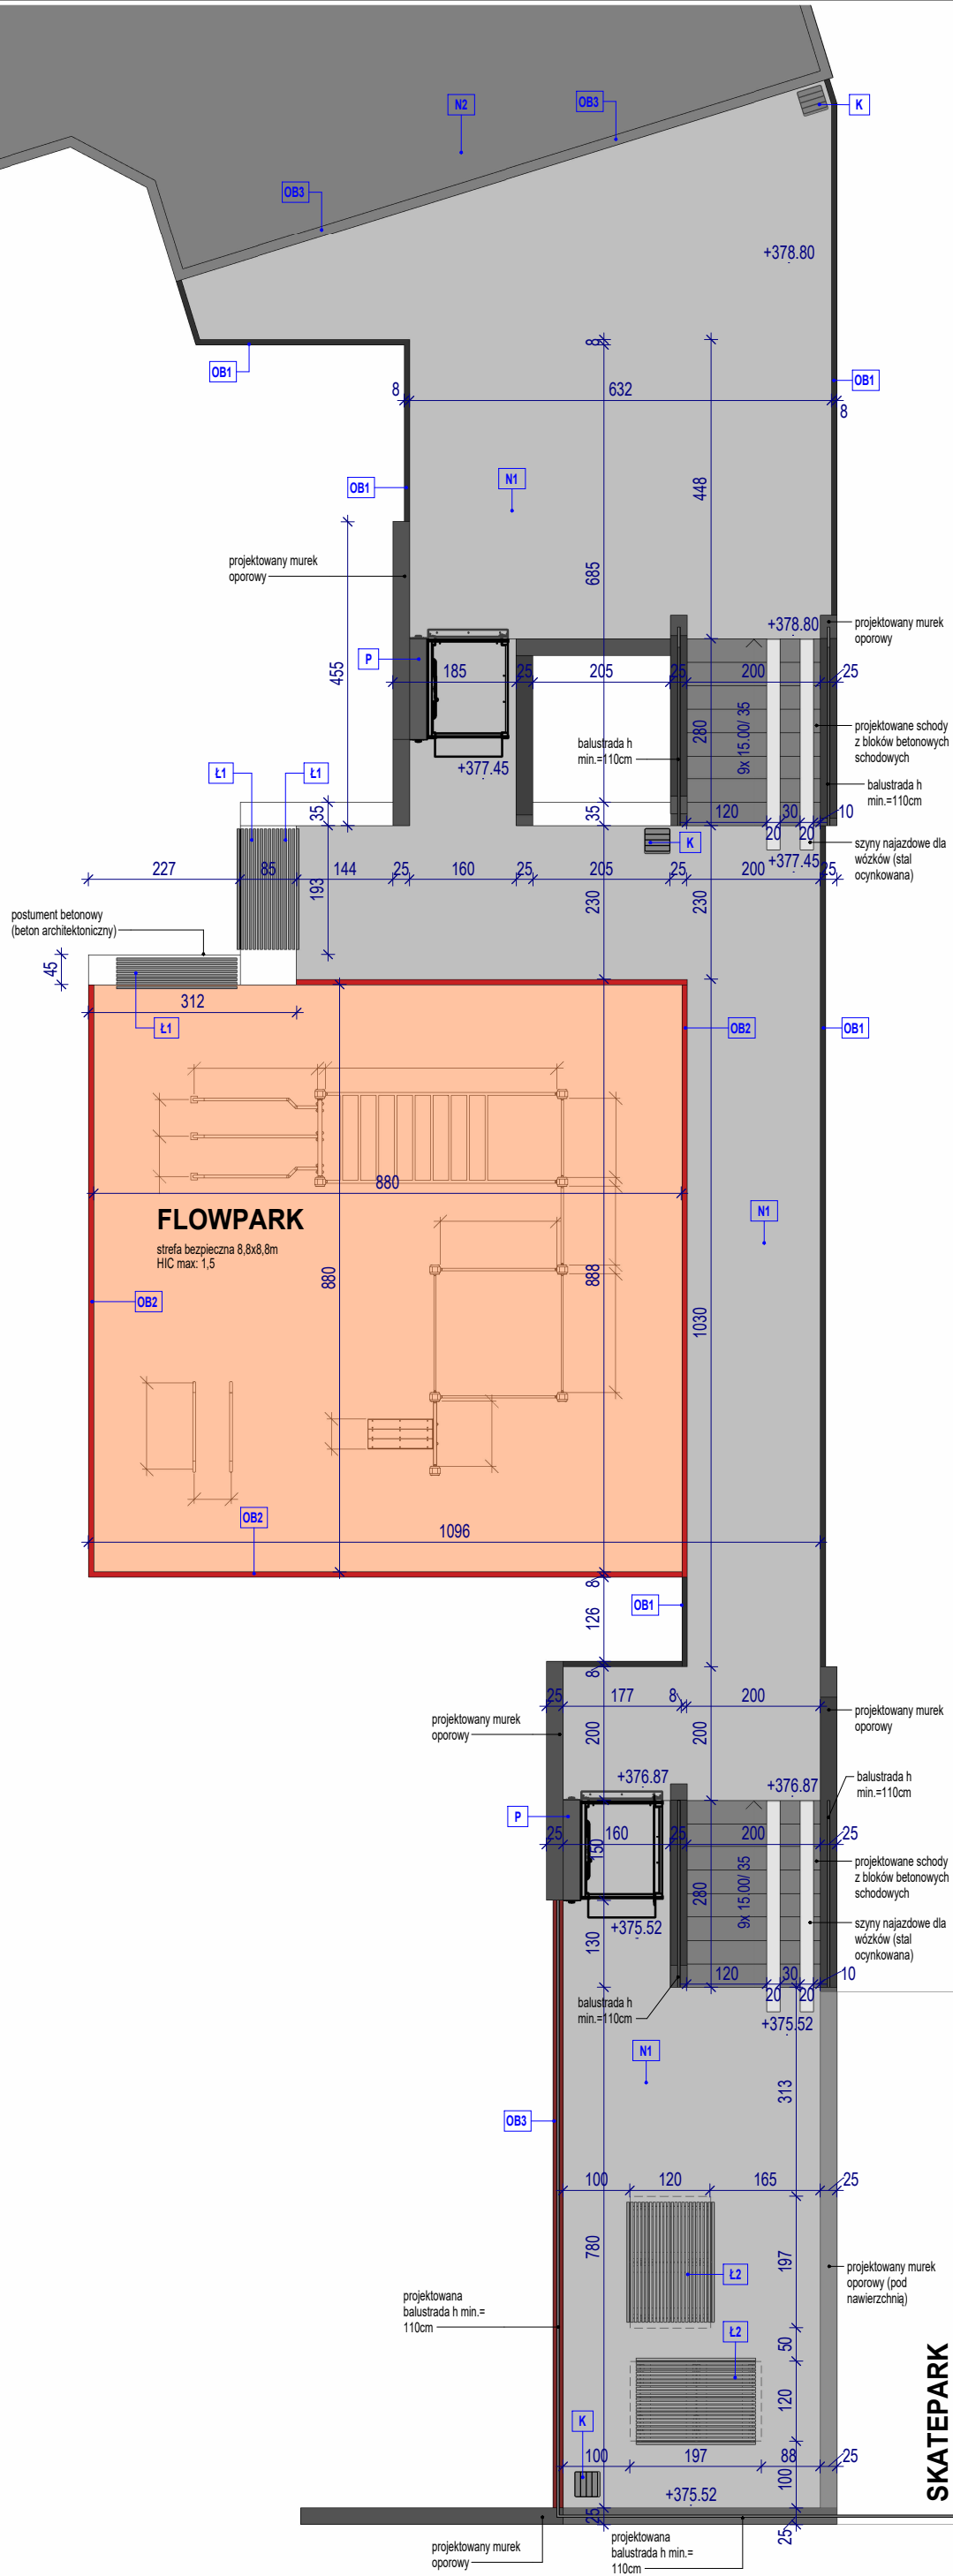 N2
OB3
K
OB3
+378.80
OB1
8
OB1
8
632
8
OB1
N1
448
685
projektowany murek
oporowy
455
P
185
25
205
25
200
25
+378.80
projektowany murek
oporowy
280
9x 15.00/ 35
balustrada h
min.=110cm
projektowane schody
z bloków betonowych
schodowych
balustrada h
min.=110cm
+377.45
Ł1
Ł1
35
35
K
120
30
10
20
20
+377.45
szyny najazdowe dla
wózków (stal
ocynkowana)
227
85
144
25
160
25
205
25
200
25
193
230
230
postument betonowy
(beton architektoniczny)
45
312
Ł1
OB2
OB1
880
FLOWPARK
strefa bezpieczna 8,8x8,8m
HIC max: 1,5
N1
880
888
1030
OB2
OB2
1096
8
126
OB1
8
25
177
8
200
200
200
projektowany murek
oporowy
projektowany murek
oporowy
+376.87
+376.87
balustrada h
min.=110cm
P
25
160
25
200
25
150
280
9x 15.00/ 35
projektowane schody
z bloków betonowych
schodowych
+375.52
130
szyny najazdowe dla
wózków (stal
ocynkowana)
120
30
10
20
20
balustrada h
min.=110cm
+375.52
N1
313
OB3
100
120
165
25
780
197
Ł2
projektowany murek
oporowy (pod
nawierzchnią)
projektowana
balustrada h min.=
110cm
Ł2
50
120
SKATEPARK
K
100
197
88
25
100
+375.52
25
25
projektowany murek
oporowy
projektowana
balustrada h min.=
110cm